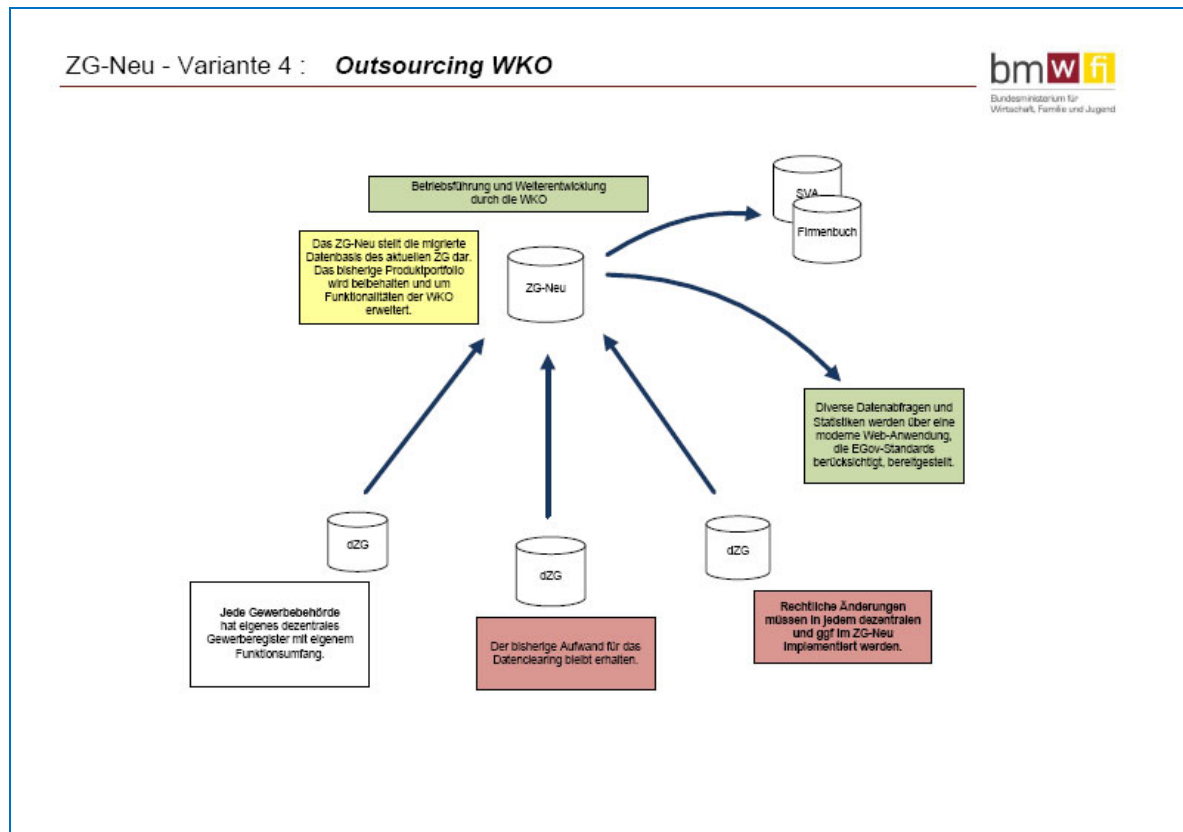 ZG-Neu - Variante 4 : Outsourcing WKO
bmwfi
Bundesministerium für
Wirtschaft, Familie und Jugend
Betriebsführung und Weiterentwicklung
durch die WKO
SVA
Firmenbuch
Das ZG-Neu stellt die migrierte
Datenbasis des aktuellen ZG dar.
Das bisherige Produktportfolio
wird beibehalten und um
Funktionalitäten der WKO
erweitert.
ZG-Neu
Diverse Datenabfragen und
Statistiken werden über eine
moderne Web-Anwendung,
die EGov-Standards
berücksichtigt, bereitgestellt.
dZG
dZG
dZG
Jede Gewerbebehörde
hat eigenes dezentrales
Gewerberegister mit eigenem
Funktionsumfang.
Der bisherige Aufwand für das
Datenclearing bleibt erhalten.
Rechtliche Änderungen
müssen in jedem dezentralen
und ggf im ZG-Neu
implementiert werden.